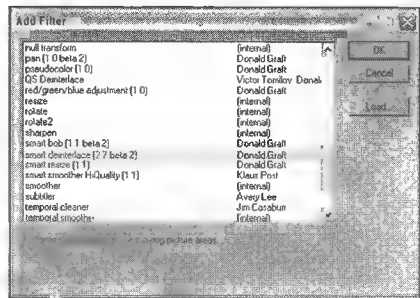 Add Filter
null transform (internal)
pan (1 0 beta 2) Donald Graft
pseudocolor (1 0) Donald Graft
QS Deinterlace Victor Tomilov Donal
red/green/blue adjustment (1 0) Donald Graft
resize (internal)
rotate (internal)
rotate2 (internal)
sharpen (internal)
smart bob (1 1 beta 2) Donald Graft
smart deinterlace (2 7 beta 2) Donald Graft
smart resize (1 1) Donald Graft
smart smoother HiQuality (1 1) Klaus Post
smoother (internal)
subtitler Avery Lee
temporal cleaner Jim Casaburi
temporal smoother (internal)
picture areas
OK
Cancel
Load